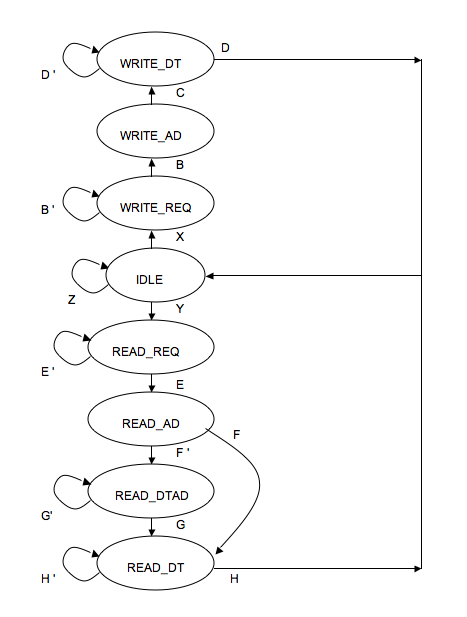 D
WRITE_DT
D '
C
WRITE_AD
B
WRITE_REQ
B '
X
IDLE
Z
Y
READ_REQ
E '
E
READ_AD
F
F '
READ_DTAD
G'
G
READ_DT
H '
H